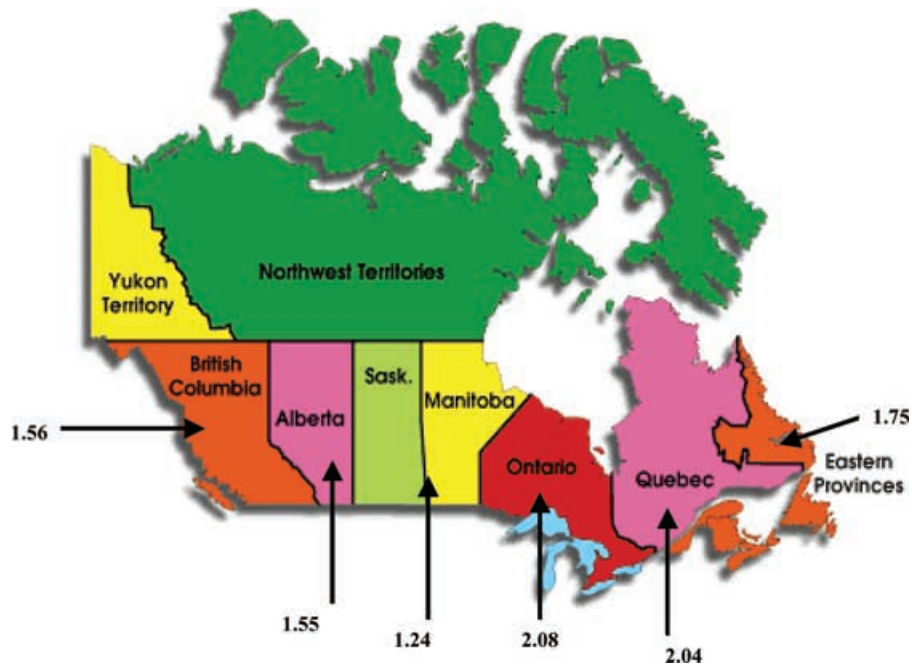 Northwest Territories
Yukon
Territory
British
Columbia
Alberta
Sask.
Manitoba
Ontario
Quebec
Eastern
Provinces
1.56
1.75
1.55
1.24
2.08
2.04